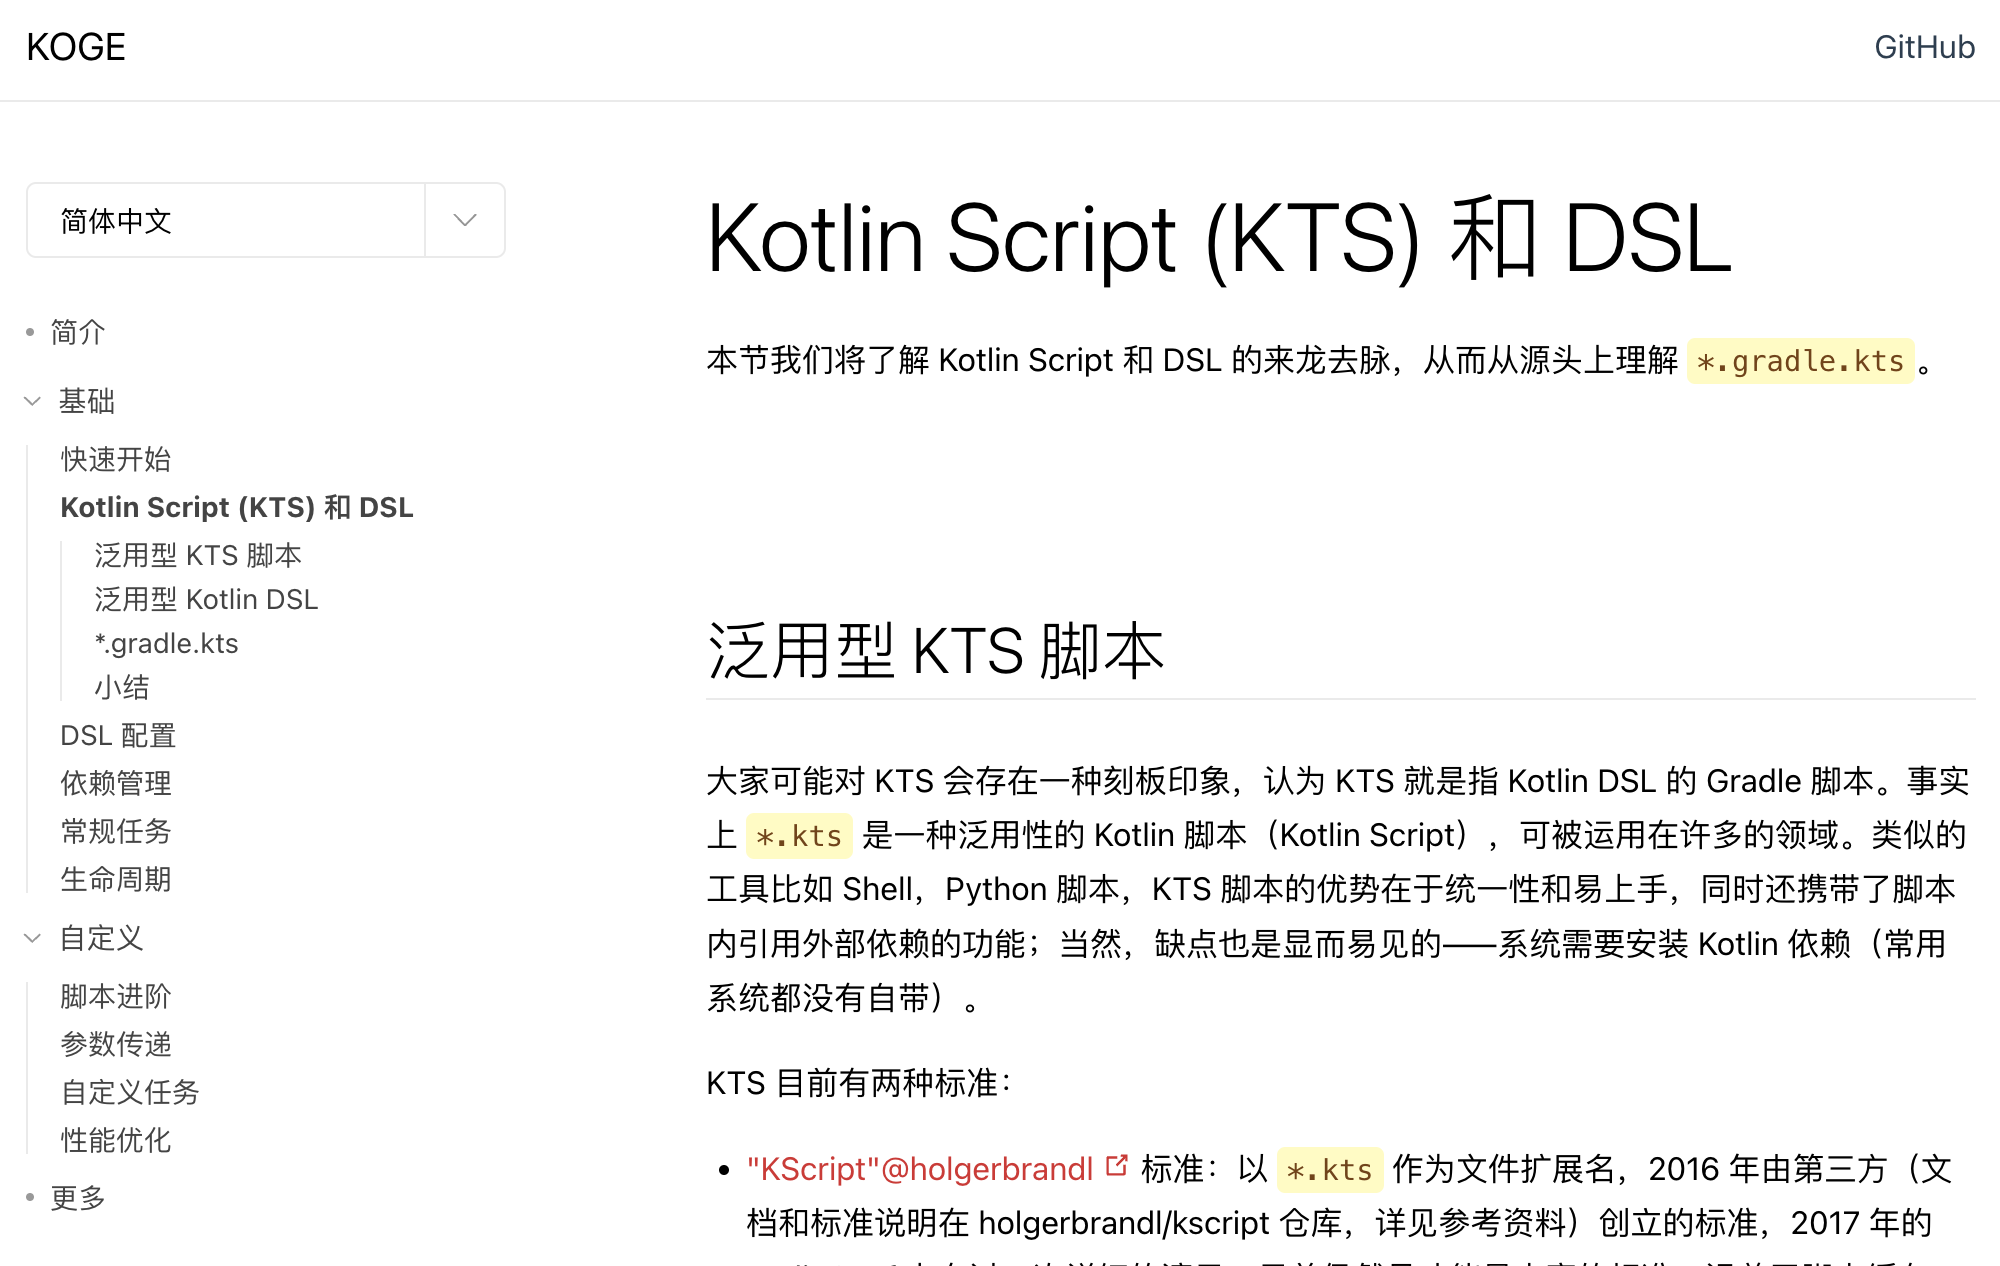 KOGE
GitHub
简体中文
简介
基础
快速开始
Kotlin Script (KTS) 和 DSL
泛用型 KTS 脚本
泛用型 Kotlin DSL
*.gradle.kts
小结
DSL 配置
依赖管理
常规任务
生命周期
自定义
脚本进阶
参数传递
自定义任务
性能优化
更多
Kotlin Script (KTS) 和 DSL
本节我们将了解 Kotlin Script 和 DSL 的来龙去脉，从而从源头上理解 *.gradle.kts 。
泛用型 KTS 脚本
大家可能对 KTS 会存在一种刻板印象，认为 KTS 就是指 Kotlin DSL 的 Gradle 脚本。事实
上 *.kts 是一种泛用性的 Kotlin 脚本（Kotlin Script），可被运用在许多的领域。类似的
工具比如 Shell，Python 脚本，KTS 脚本的优势在于统一性和易上手，同时还携带了脚本
内引用外部依赖的功能；当然，缺点也是显而易见的——系统需要安装 Kotlin 依赖（常用
系统都没有自带）。
KTS 目前有两种标准：
"KScript"@holgerbrandl 标准：以 *.kts 作为文件扩展名，2016 年由第三方（文
档和标准说明在 holgerbrandl/kscript 仓库，详见参考资料）创立的标准，2017 年的